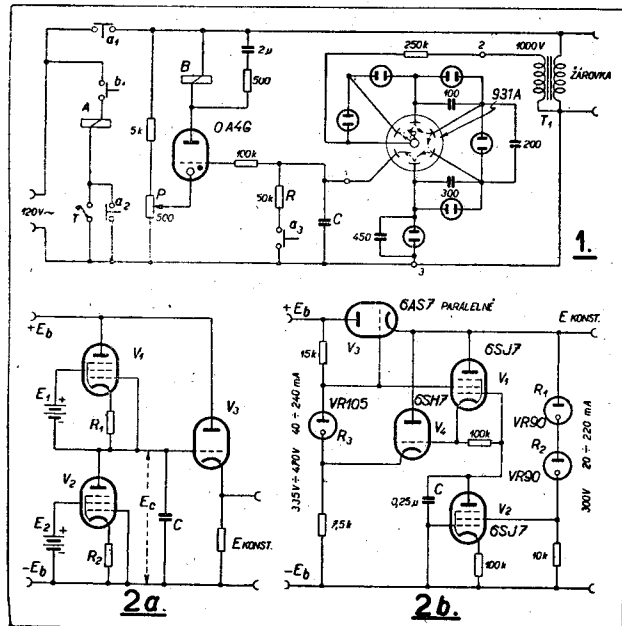 a1
b1
A
B
2μ
500
5k
0A4G
100k
P
500
50k
R
a3
C
120V~
T
a2
250k
2
1000V
931A
100
200
300
450
3
T1
ŽÁROVKA
1.
+Eb
V1
E1
R1
V3
V2
E2
R2
Ec
C
E KONST.
-Eb
2a.
+Eb
6AS7 PARALELNĚ
E KONST.
V3
15k
6SJ7
V1
6SH7
V4
VR105
R3
100k
R1
VR90
R2
VR90
335V÷420V 40÷240 mA
300V 20÷220 mA
C
0,25μ
V2
6SJ7
7,5k
100k
10k
-Eb
2b.